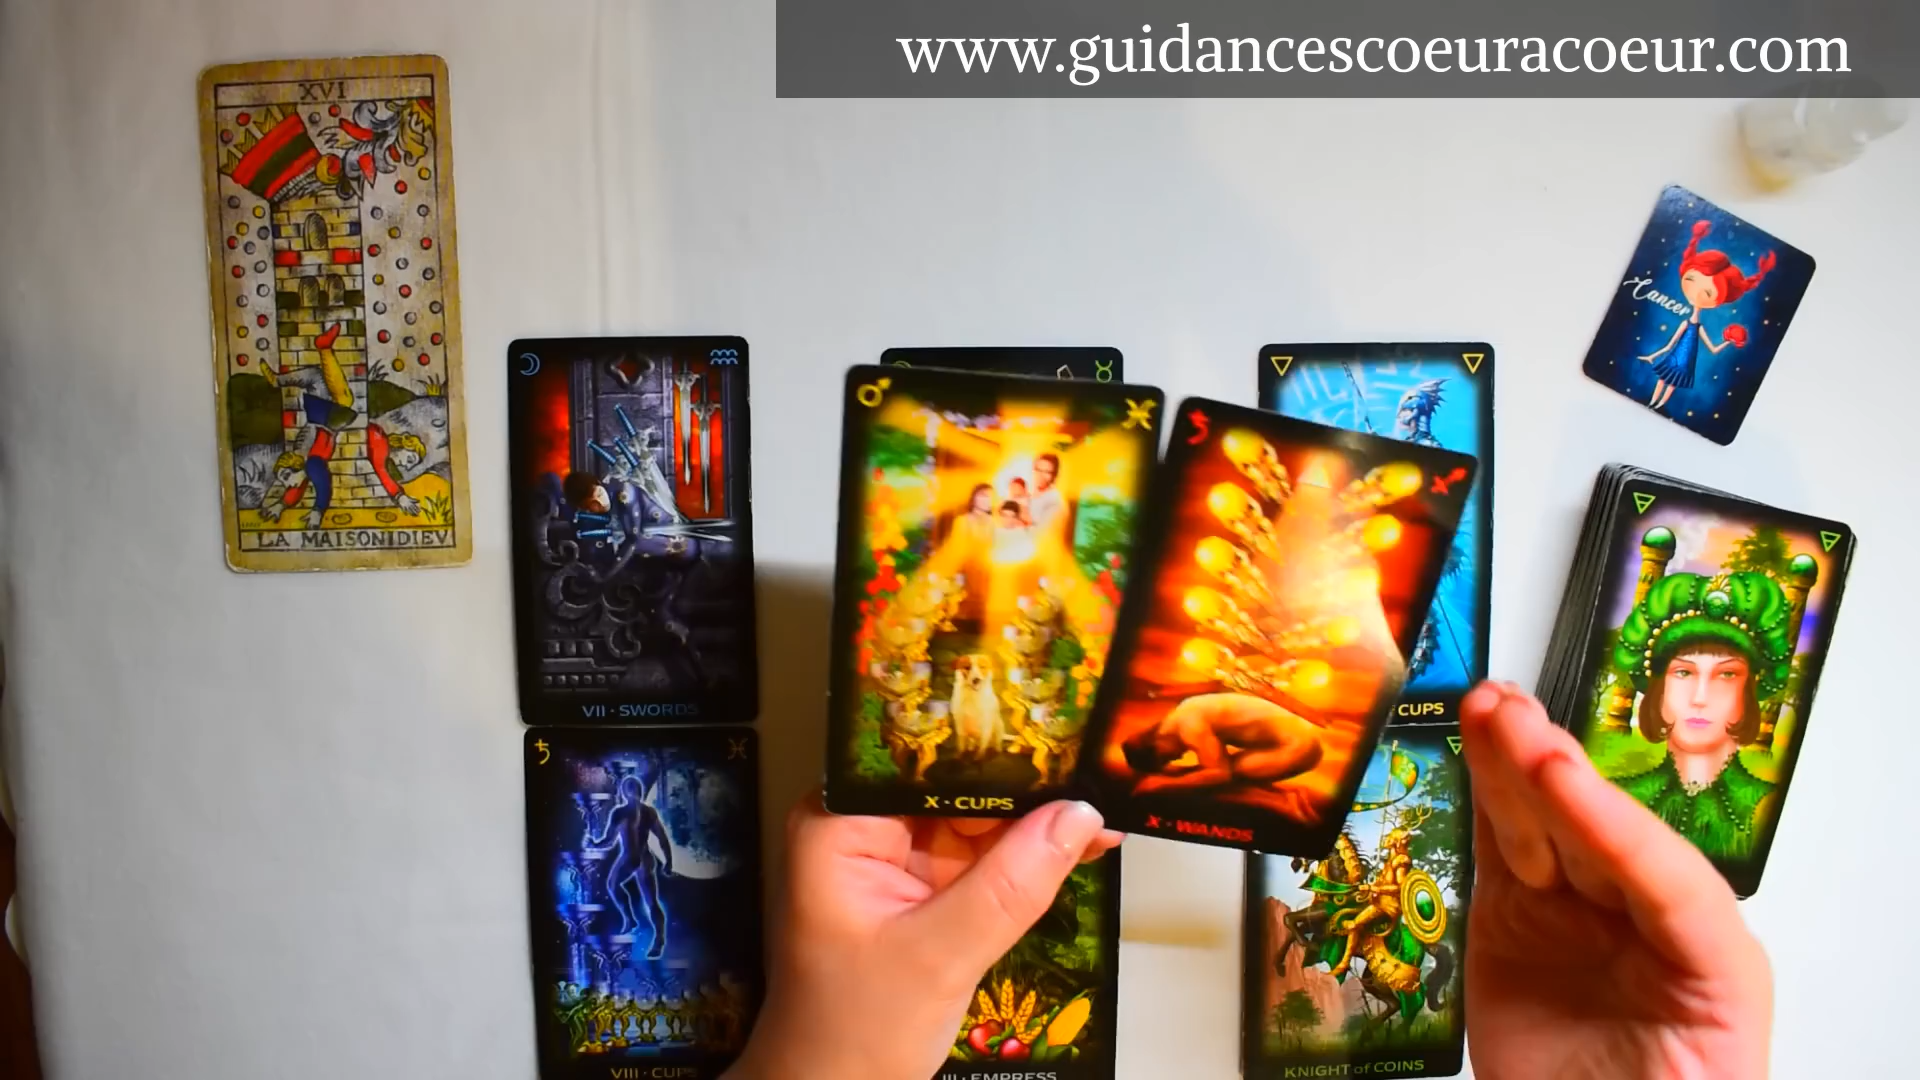 www.guidancescoeuracoeur.com
XVI
LA MAISONIDIEV
Cancer
VII · SWORDS
X · CUPS
X · WANDS
CUPS
VIII · CUPS
III · EMPRESS
KNIGHT of COINS